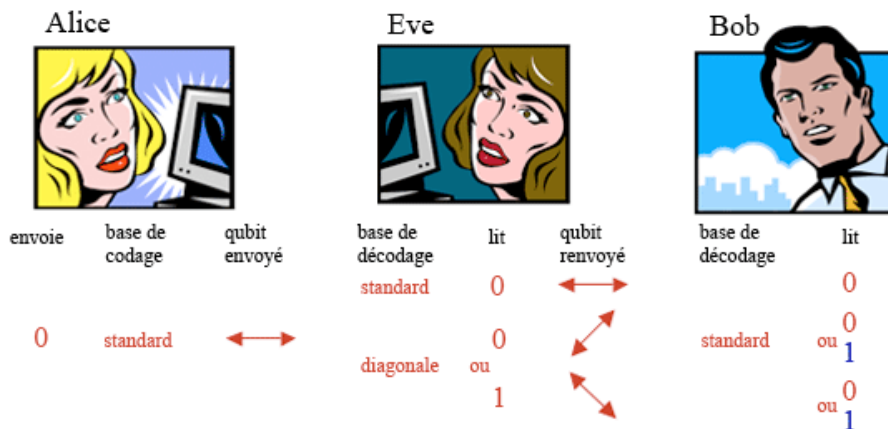 Alice Eve Bob
envoie base de codage qubit envoyé base de décodage lit qubit renvoyé base de décodage lit
standard 0 0
0 standard diagonale 0 ou 1 standard 0 ou 1
0 ou 1